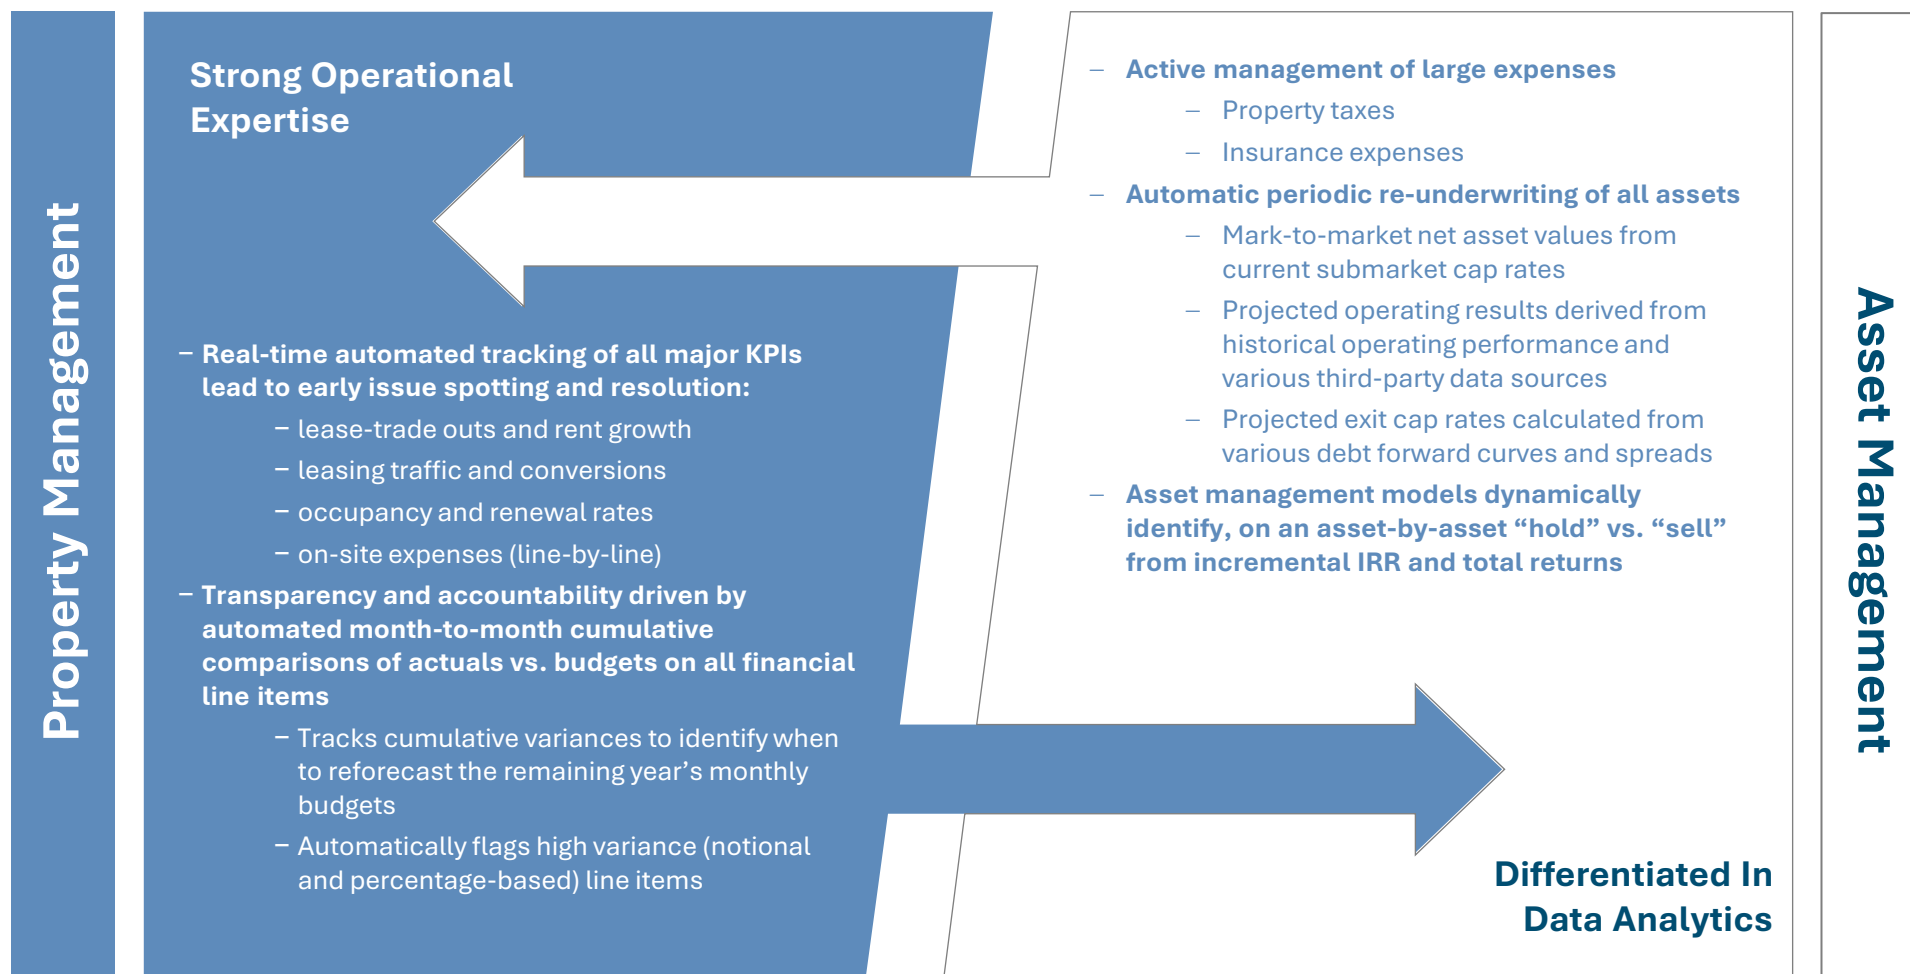 Property Management
Strong Operational
Expertise
– Real-time automated tracking of all major KPIs
lead to early issue spotting and resolution:
– lease-trade outs and rent growth
– leasing traffic and conversions
– occupancy and renewal rates
– on-site expenses (line-by-line)
– Transparency and accountability driven by
automated month-to-month cumulative
comparisons of actuals vs. budgets on all financial
line items
– Tracks cumulative variances to identify when
to reforecast the remaining year’s monthly
budgets
– Automatically flags high variance (notional
and percentage-based) line items
– Active management of large expenses
– Property taxes
– Insurance expenses
– Automatic periodic re-underwriting of all assets
– Mark-to-market net asset values from
current submarket cap rates
– Projected operating results derived from
historical operating performance and
various third-party data sources
– Projected exit cap rates calculated from
various debt forward curves and spreads
– Asset management models dynamically
identify, on an asset-by-asset “hold” vs. “sell”
from incremental IRR and total returns
Differentiated In
Data Analytics
Asset Management